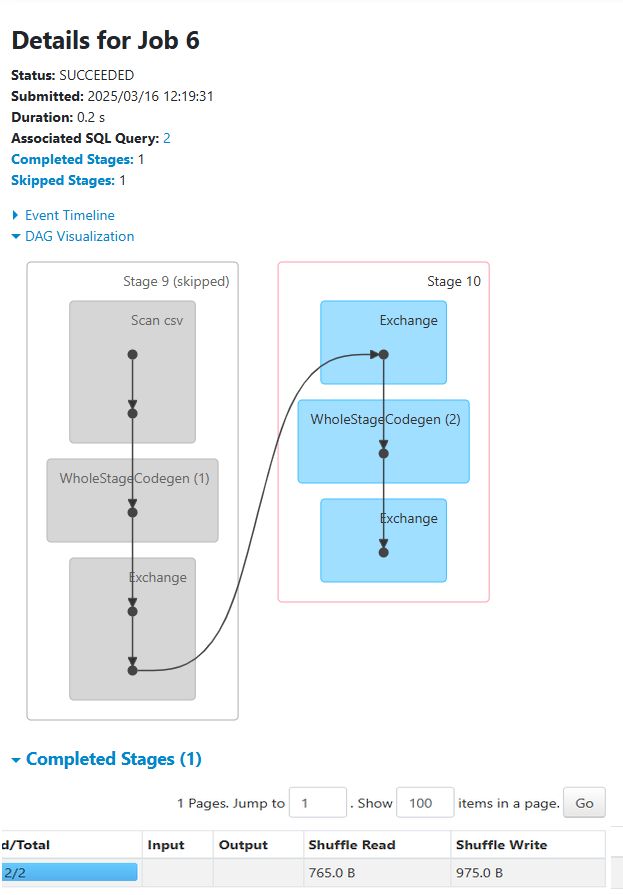 Details for Job 6
Status: SUCCEEDED
Submitted: 2025/03/16 12:19:31
Duration: 0.2 s
Associated SQL Query: 2
Completed Stages: 1
Skipped Stages: 1
Event Timeline
DAG Visualization
Stage 9 (skipped)
Scan csv
WholeStageCodegen (1)
Exchange
Stage 10
Exchange
WholeStageCodegen (2)
Exchange
Completed Stages (1)
1 Pages. Jump to 1 . Show 100 items in a page. Go
d/Total Input Output Shuffle Read Shuffle Write
2/2 765.0 B 975.0 B